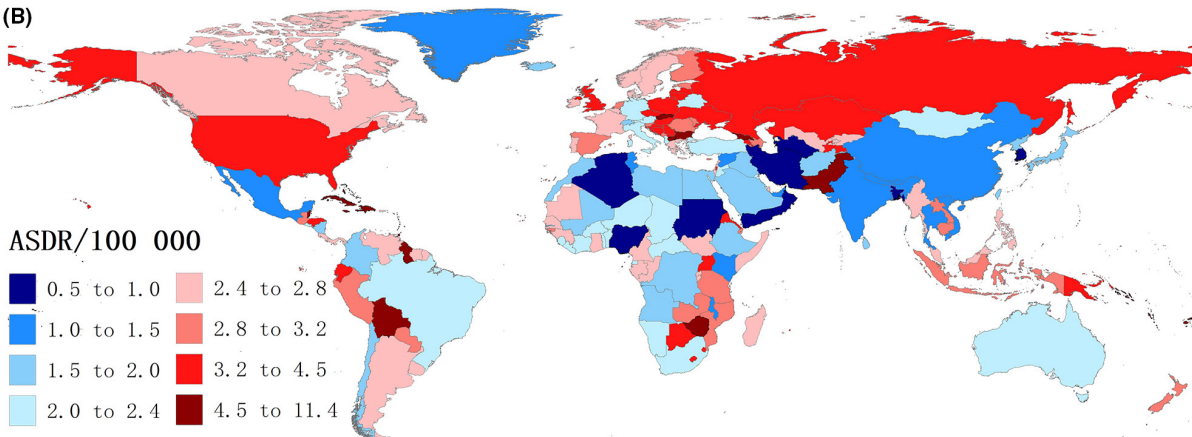 (B)
ASDR/100 000
0.5 to 1.0
1.0 to 1.5
1.5 to 2.0
2.0 to 2.4
2.4 to 2.8
2.8 to 3.2
3.2 to 4.5
4.5 to 11.4